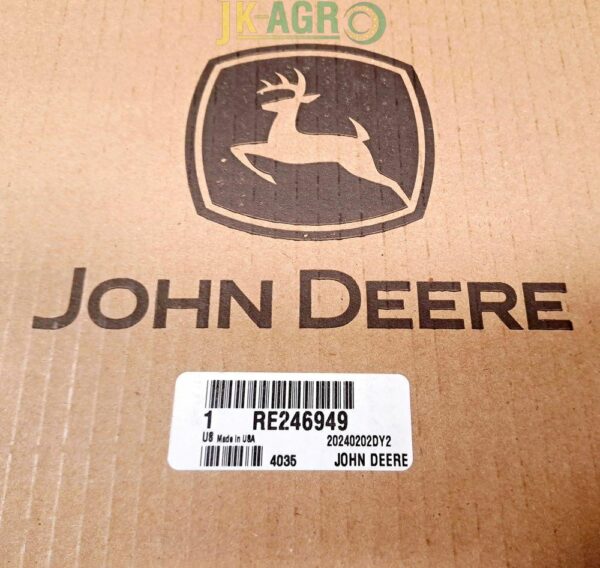 JK-AGRO
JOHN DEERE
1 RE246949
US Made in USA 20240202DY2
4035 JOHN DEERE